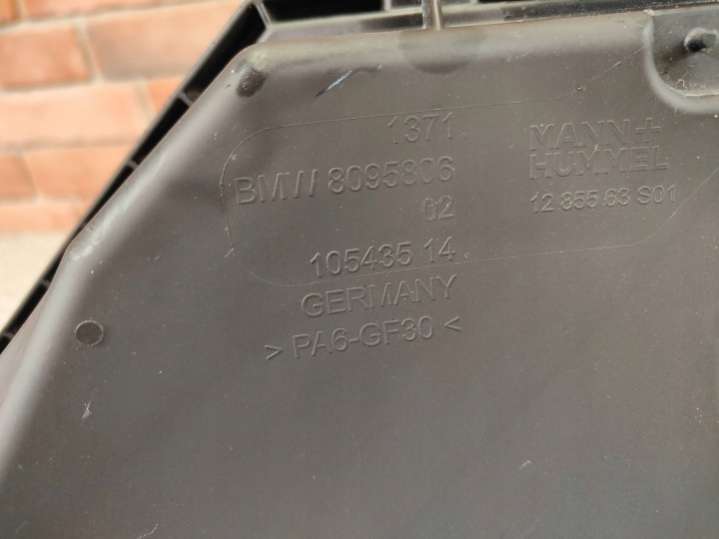 1371
BMW 8095806
02
105435 14
GERMANY
> PA6-GF30 <
MANN+
HUMMEL
12 855 63 S01